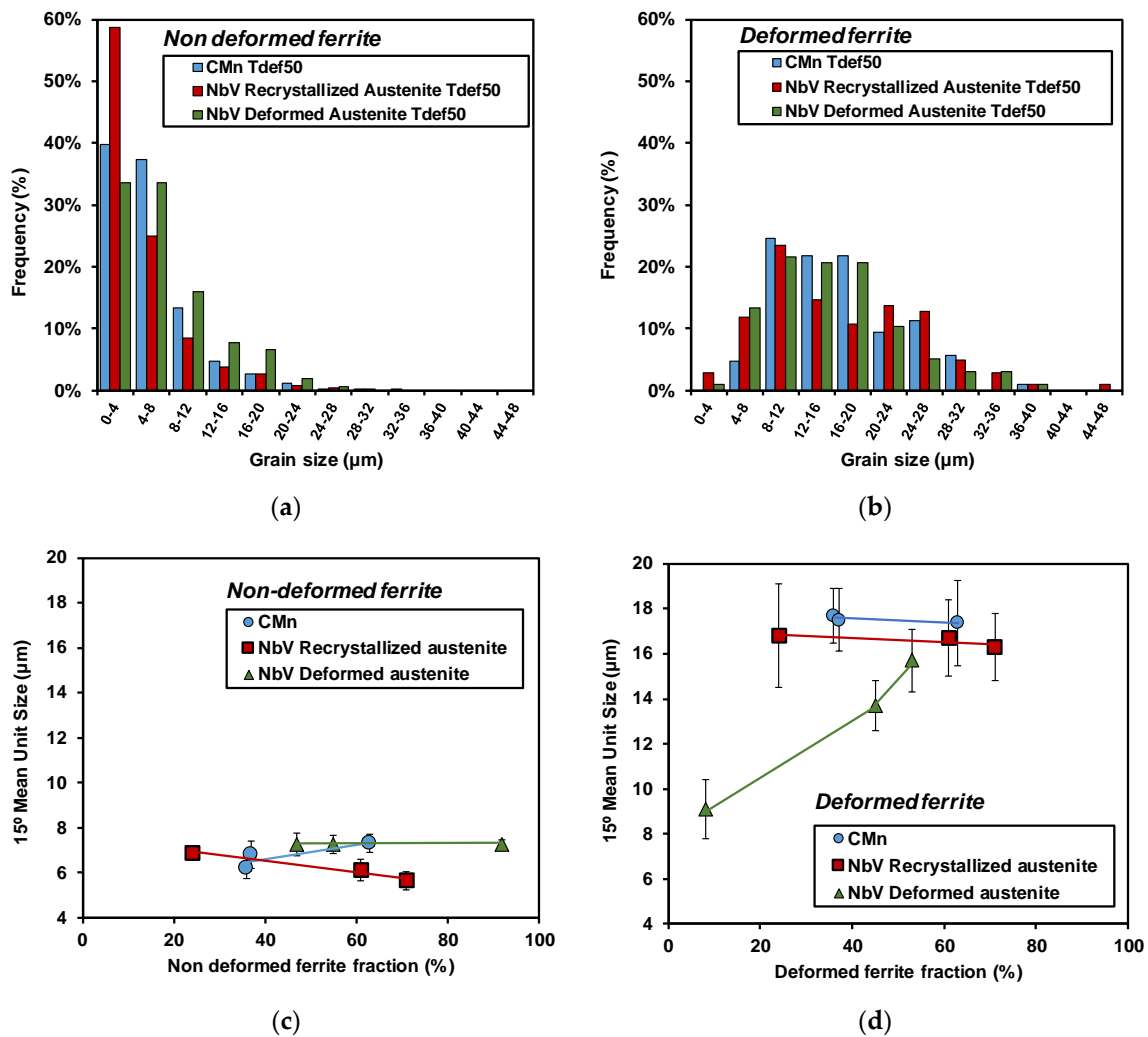 60%
50%
40%
30%
20%
10%
0%
Frequency (%)
Non deformed ferrite
CMn Tdef50
NbV Recrystallized Austenite Tdef50
NbV Deformed Austenite Tdef50
0-4
4-8
8-12
12-16
16-20
20-24
24-28
28-32
32-36
36-40
40-44
44-48
Grain size (µm)
(a)
60%
50%
40%
30%
20%
10%
0%
Frequency (%)
Deformed ferrite
CMn Tdef50
NbV Recrystallized Austenite Tdef50
NbV Deformed Austenite Tdef50
0-4
4-8
8-12
12-16
16-20
20-24
24-28
28-32
32-36
36-40
40-44
44-48
Grain size (µm)
(b)
20
18
16
14
12
10
8
6
4
15º Mean Unit Size (µm)
Non-deformed ferrite
CMn
NbV Recrystallized austenite
NbV Deformed austenite
0
20
40
60
80
100
Non deformed ferrite fraction (%)
(c)
20
18
16
14
12
10
8
6
4
15º Mean Unit Size (µm)
Deformed ferrite
CMn
NbV Recrystallized austenite
NbV Deformed austenite
0
20
40
60
80
100
Deformed ferrite fraction (%)
(d)